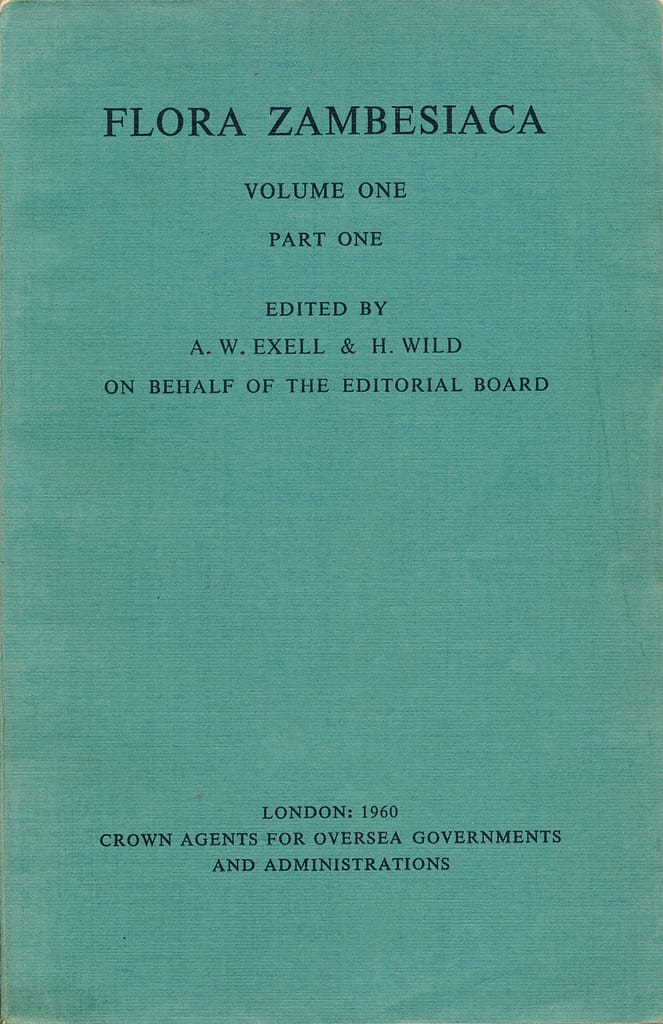 FLORA ZAMBESIACA
VOLUME ONE
PART ONE
EDITED BY
A. W. EXELL & H. WILD
ON BEHALF OF THE EDITORIAL BOARD
LONDON: 1960
CROWN AGENTS FOR OVERSEA GOVERNMENTS
AND ADMINISTRATIONS